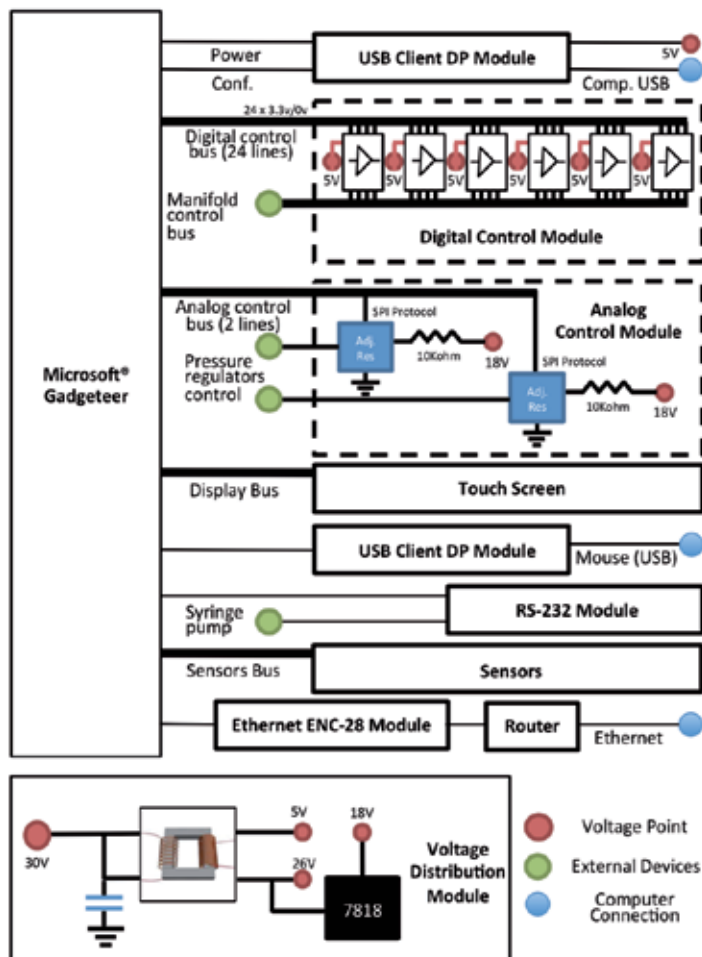 Power
USB Client DP Module
5V
Conf.
Comp. USB
24 x 3.3v/0v
Digital control
bus (24 lines)
5V
5V
5V
5V
5V
5V
Manifold
control
bus
Digital Control Module
Analog control
bus (2 lines)
SPI Protocol
Analog
Control Module
Adj.
Res
10Kohm
18V
SPI Protocol
Pressure
regulators
control
Adj.
Res
10Kohm
18V
Microsoft®
Gadgeteer
Display Bus
Touch Screen
USB Client DP Module
Mouse (USB)
Syringe
pump
RS-232 Module
Sensors Bus
Sensors
Ethernet ENC-28 Module
Router
Ethernet
30V
5V
26V
18V
7818
Voltage
Distribution
Module
Voltage Point
External Devices
Computer
Connection